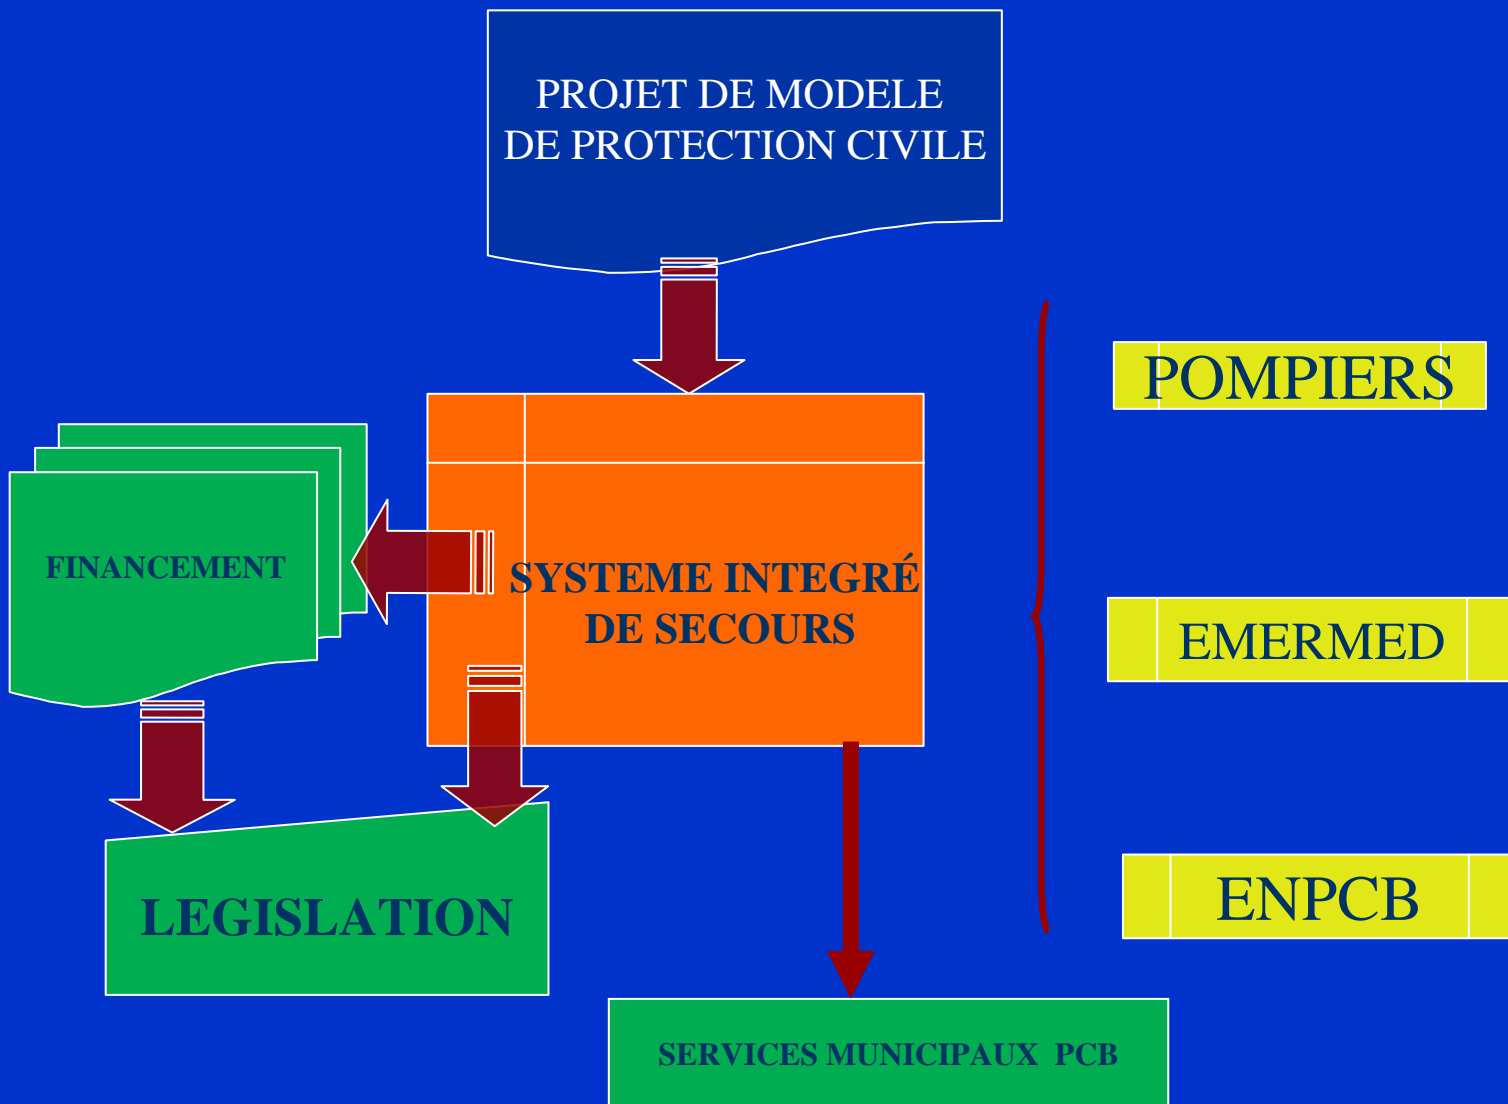 PROJET DE MODELE
DE PROTECTION CIVILE
POMPIERS
FINANCEMENT
SYSTEME INTEGRÉ
DE SECOURS
EMERMED
LEGISLATION
ENPCB
SERVICES MUNICIPAUX PCB